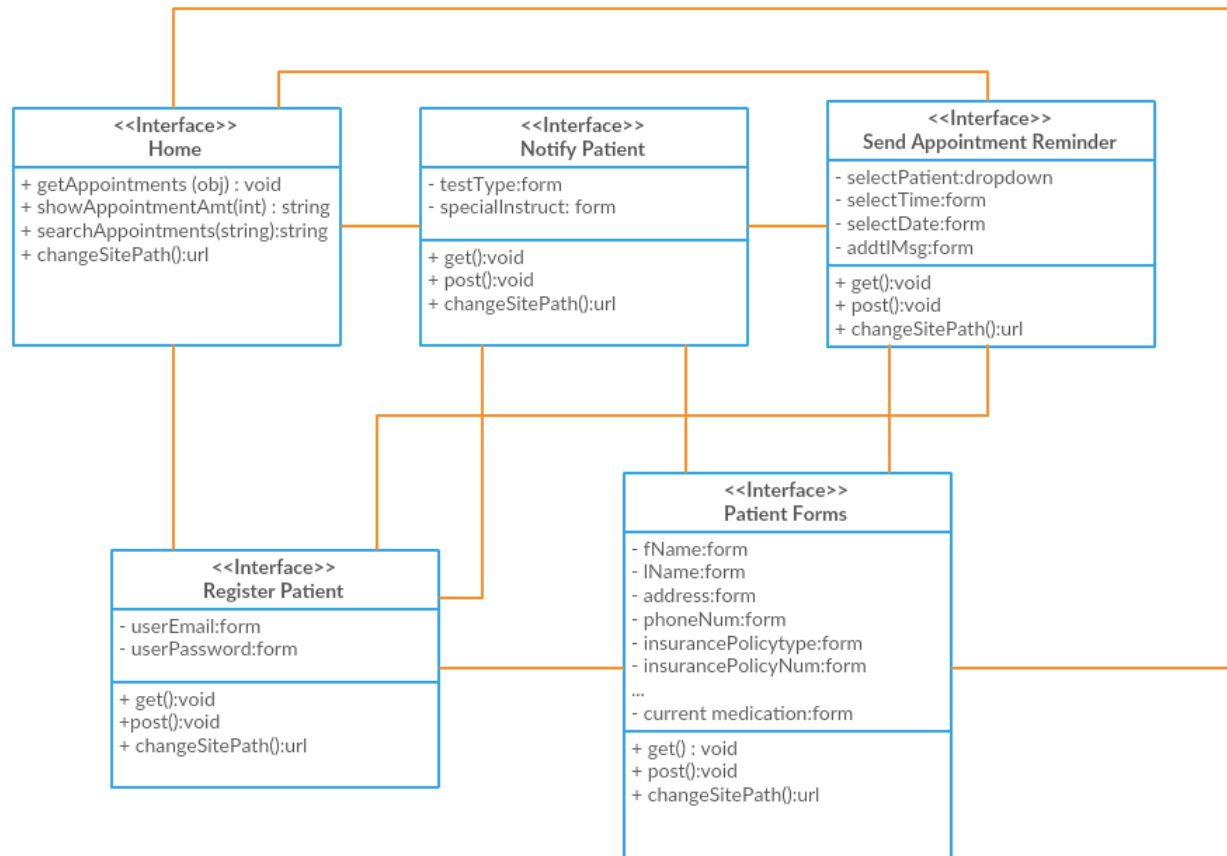 <<Interface>>
Home
+ getAppointments (obj) : void
+ showAppointmentAmt(int) : string
+ searchAppointments(string):string
+ changeSitePath():url
<<Interface>>
Notify Patient
- testType:form
- specialInstruct: form
+ get():void
+ post():void
+ changeSitePath():url
<<Interface>>
Send Appointment Reminder
- selectPatient:dropdown
- selectTime:form
- selectDate:form
- addtlMsg:form
+ get():void
+ post():void
+ changeSitePath():url
<<Interface>>
Register Patient
- userEmail:form
- userPassword:form
+ get():void
+post():void
+ changeSitePath():url
<<Interface>>
Patient Forms
- fName:form
- lName:form
- address:form
- phoneNum:form
- insurancePolicytype:form
- insurancePolicyNum:form
...
- current medication:form
+ get() : void
+ post():void
+ changeSitePath():url